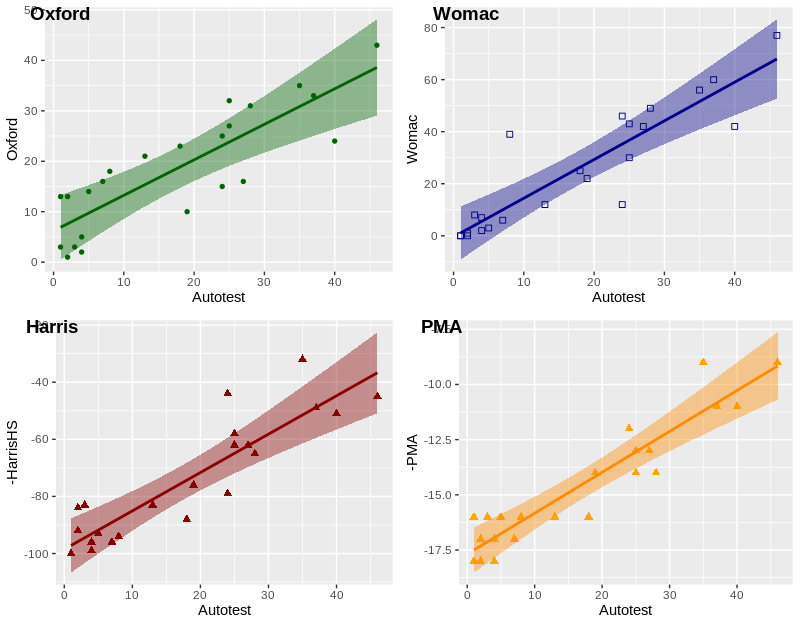 Oxford
50
40
30
20
10
0
Oxford
0 10 20 30 40
Autotest
Womac
80
60
40
20
0
Womac
0 10 20 30 40
Autotest
Harris
-40
-60
-80
-100
-HarrisHS
0 10 20 30 40
Autotest
PMA
-10.0
-12.5
-15.0
-17.5
-PMA
0 10 20 30 40
Autotest